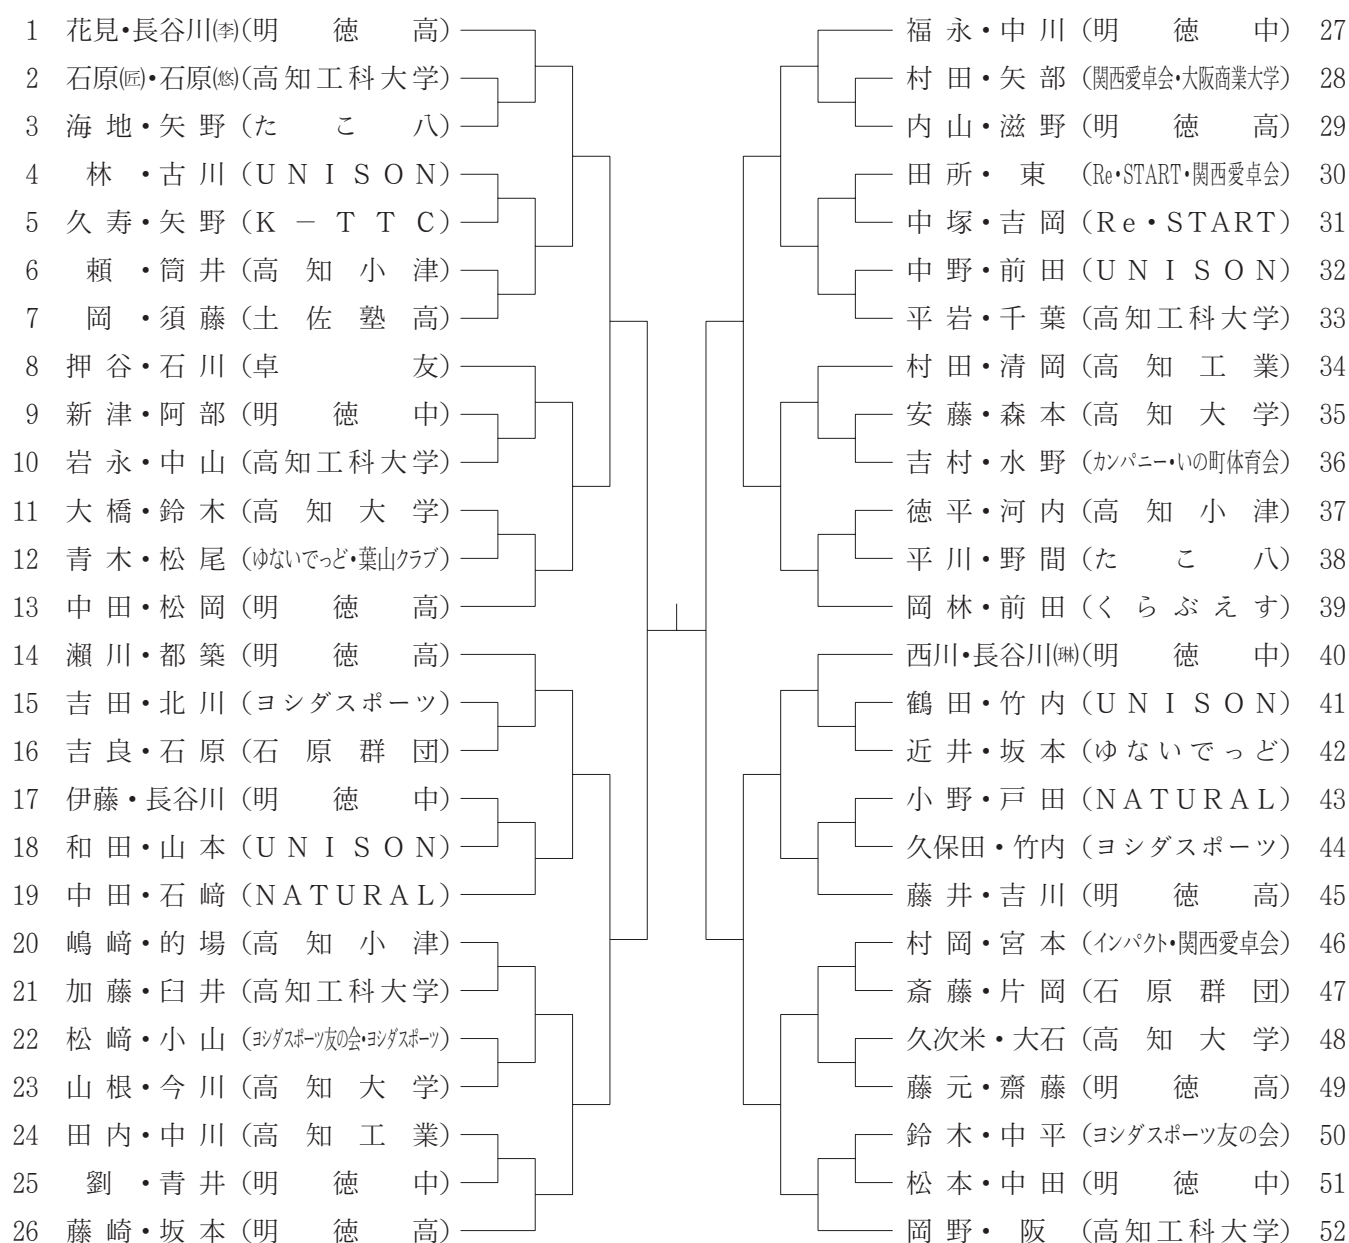 1 花見・長谷川(李)(明徳高)
2 石原(匠)・石原(悠)(高知工科大学)
3 海地・矢野(たこ八)
4 林・古川(UNISON)
5 久寿・矢野(K－TTC)
6 頼・筒井(高知小津)
7 岡・須藤(土佐塾高)
8 押谷・石川(卓友)
9 新津・阿部(明徳中)
10 岩永・中山(高知工科大学)
11 大橋・鈴木(高知大学)
12 青木・松尾(ゆないでっど・葉山クラブ)
13 中田・松岡(明徳高)
14 瀬川・都築(明徳高)
15 吉田・北川(ヨシダスポーツ)
16 吉良・石原(石原群団)
17 伊藤・長谷川(明徳中)
18 和田・山本(UNISON)
19 中田・石﨑(NATURAL)
20 嶋﨑・的場(高知小津)
21 加藤・臼井(高知工科大学)
22 松﨑・小山(ヨシダスポーツ友の会・ヨシダスポーツ)
23 山根・今川(高知大学)
24 田内・中川(高知工業)
25 劉・青井(明徳中)
26 藤崎・坂本(明徳高)
福永・中川(明徳中) 27
村田・矢部(関西愛卓会・大阪商業大学) 28
内山・滋野(明徳高) 29
田所・東(Re・START・関西愛卓会) 30
中塚・吉岡(Re・START) 31
中野・前田(UNISON) 32
平岩・千葉(高知工科大学) 33
村田・清岡(高知工業) 34
安藤・森本(高知大学) 35
吉村・水野(カンパニー・いの町体育会) 36
徳平・河内(高知小津) 37
平川・野間(たこ八) 38
岡林・前田(くらぶえす) 39
西川・長谷川(琳)(明徳中) 40
鶴田・竹内(UNISON) 41
近井・坂本(ゆないでっど) 42
小野・戸田(NATURAL) 43
久保田・竹内(ヨシダスポーツ) 44
藤井・吉川(明徳高) 45
村岡・宮本(インパクト・関西愛卓会) 46
斎藤・片岡(石原群団) 47
久次米・大石(高知大学) 48
藤元・齋藤(明徳高) 49
鈴木・中平(ヨシダスポーツ友の会) 50
松本・中田(明徳中) 51
岡野・阪(高知工科大学) 52